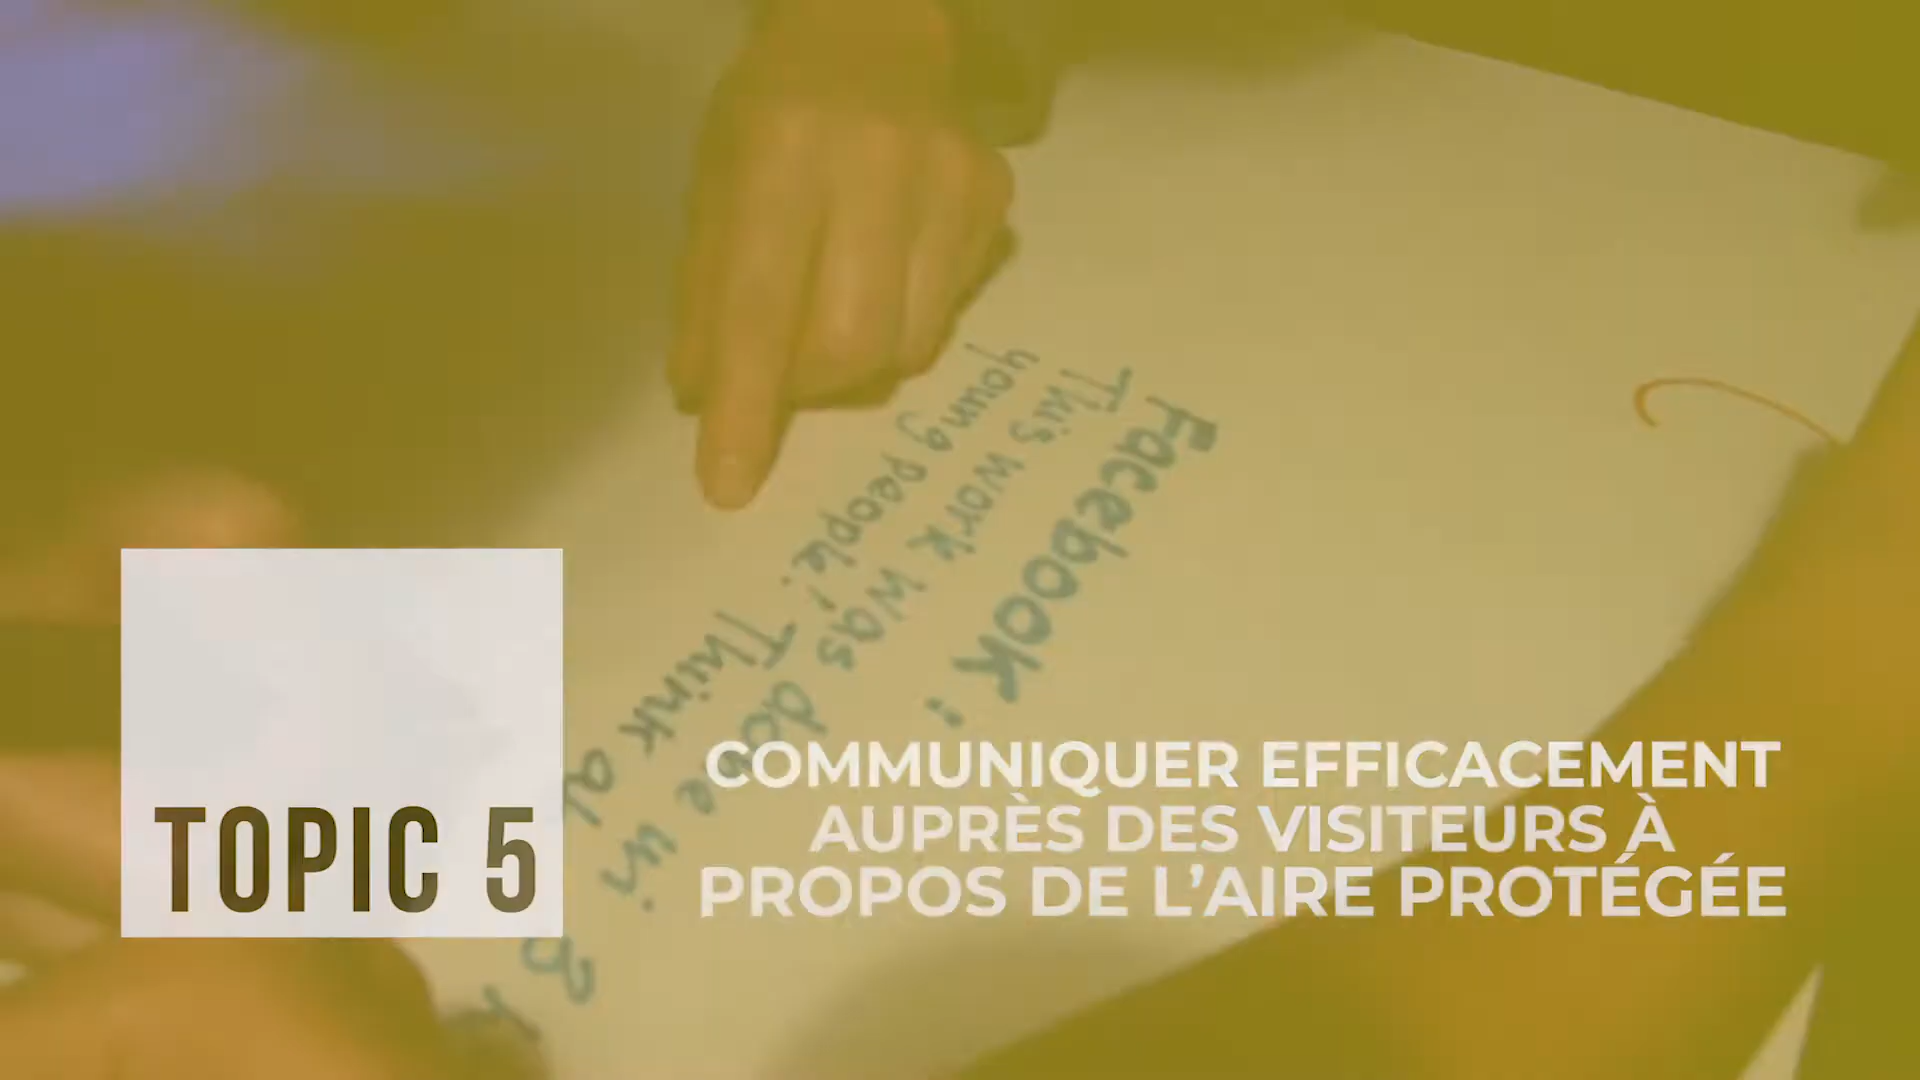 Facebook:
This work was done wi
young people! Think a
TOPIC 5
COMMUNIQUER EFFICACEMENT
AUPRÈS DES VISITEURS À
PROPOS DE L’AIRE PROTÉGÉE